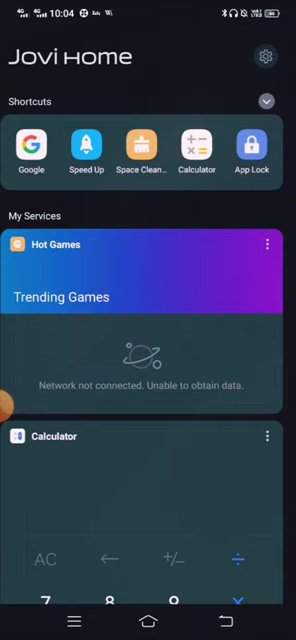 10:04
Jovi Home
Shortcuts
Google
Speed Up
Space Clean...
Calculator
App Lock
My Services
Hot Games
Trending Games
Network not connected. Unable to obtain data.
Calculator
AC ← +/− ÷
7 8 9 ×